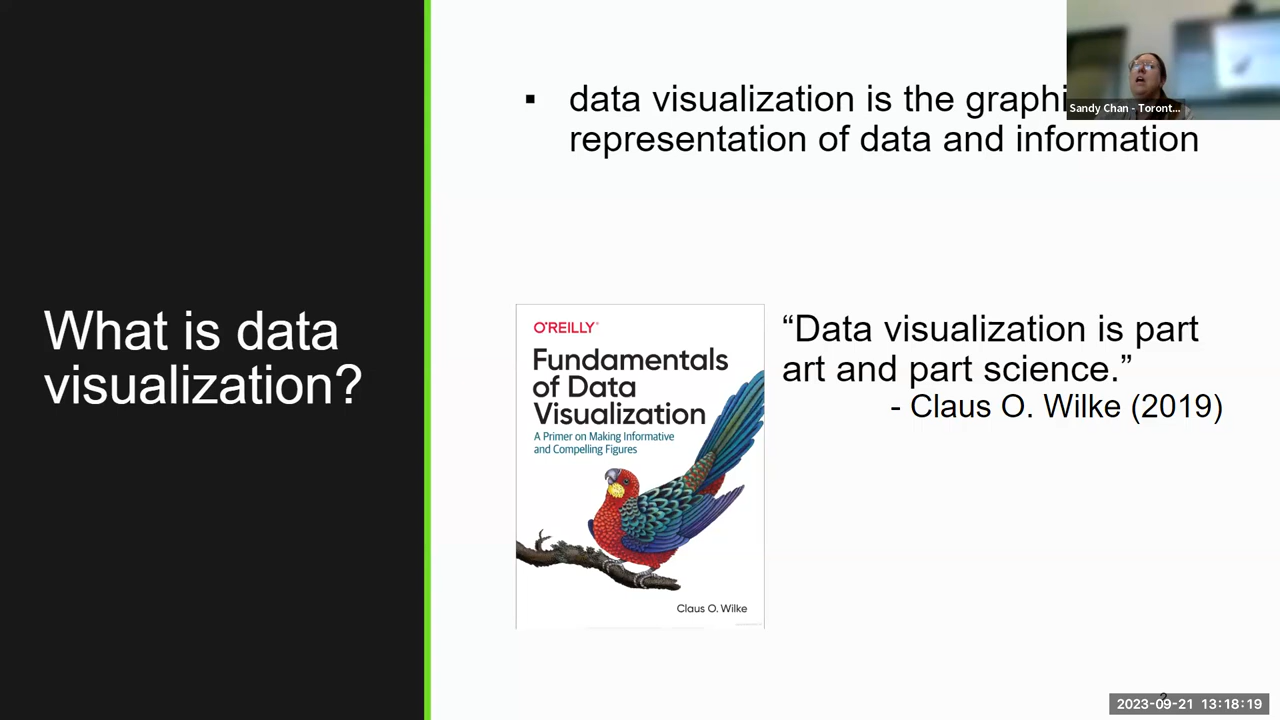 What is data
visualization?
▪ data visualization is the graphi
representation of data and information
Sandy Chan - Toront...
O'REILLY®
Fundamentals
of Data
Visualization
A Primer on Making Informative
and Compelling Figures
Claus O. Wilke
“Data visualization is part
art and part science.”
- Claus O. Wilke (2019)
2023-09-21 13:18:19